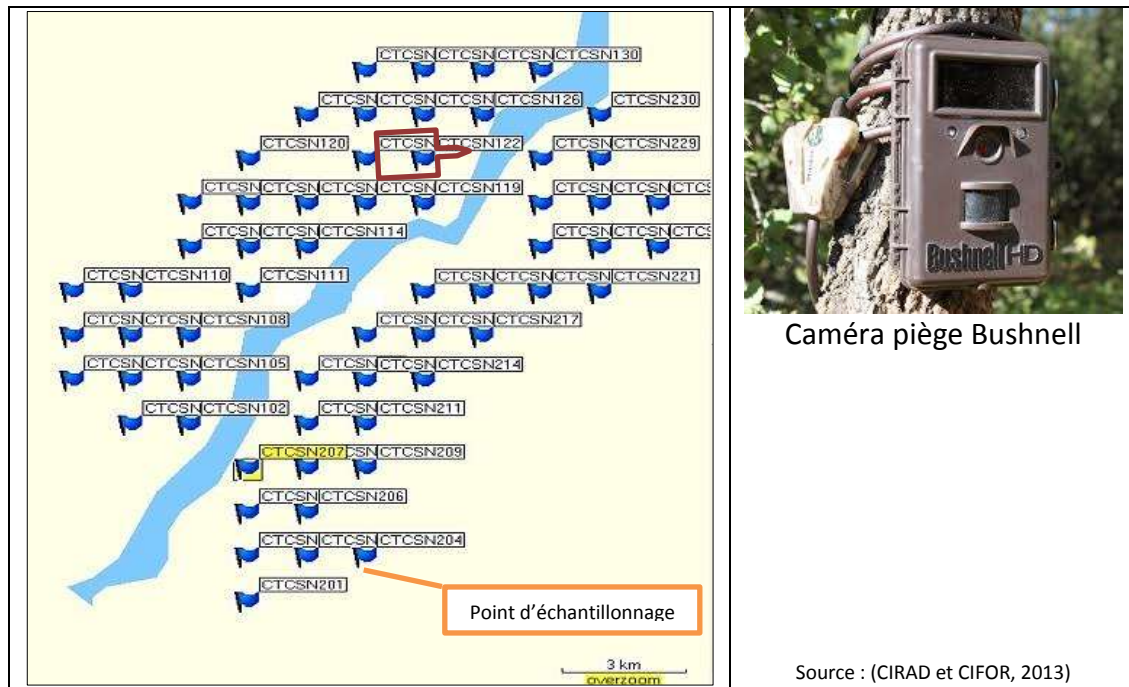 CTCSN CTCSN CTCSN CTCSN130
CTCSN CTCSN CTCSN CTCSN126 CTCSN230
CTCSN120 CTCSN CTCSN122 CTCSN229
CTCSN CTCSN CTCSN CTCSN CTCSN119 CTCSN CTCSN CTCS
CTCSN CTCSN CTCSN114 CTCSN CTCSN CTCS
CTCSN CTCSN110 CTCSN111 CTCSN CTCSN CTCSN CTCSN221
CTCSN CTCSN CTCSN108 CTCSN CTCSN CTCSN217
CTCSN CTCSN CTCSN105 CTCSN CTCSN CTCSN214
CTCSN CTCSN102 CTCSN CTCSN211
CTCSN207 CSN CTCSN209
CTCSN CTCSN206
CTCSN CTCSN CTCSN204
CTCSN201
Point d'échantillonnage
3 km
overzoom
Bushnell HD
Caméra piège Bushnell
Source : (CIRAD et CIFOR, 2013)